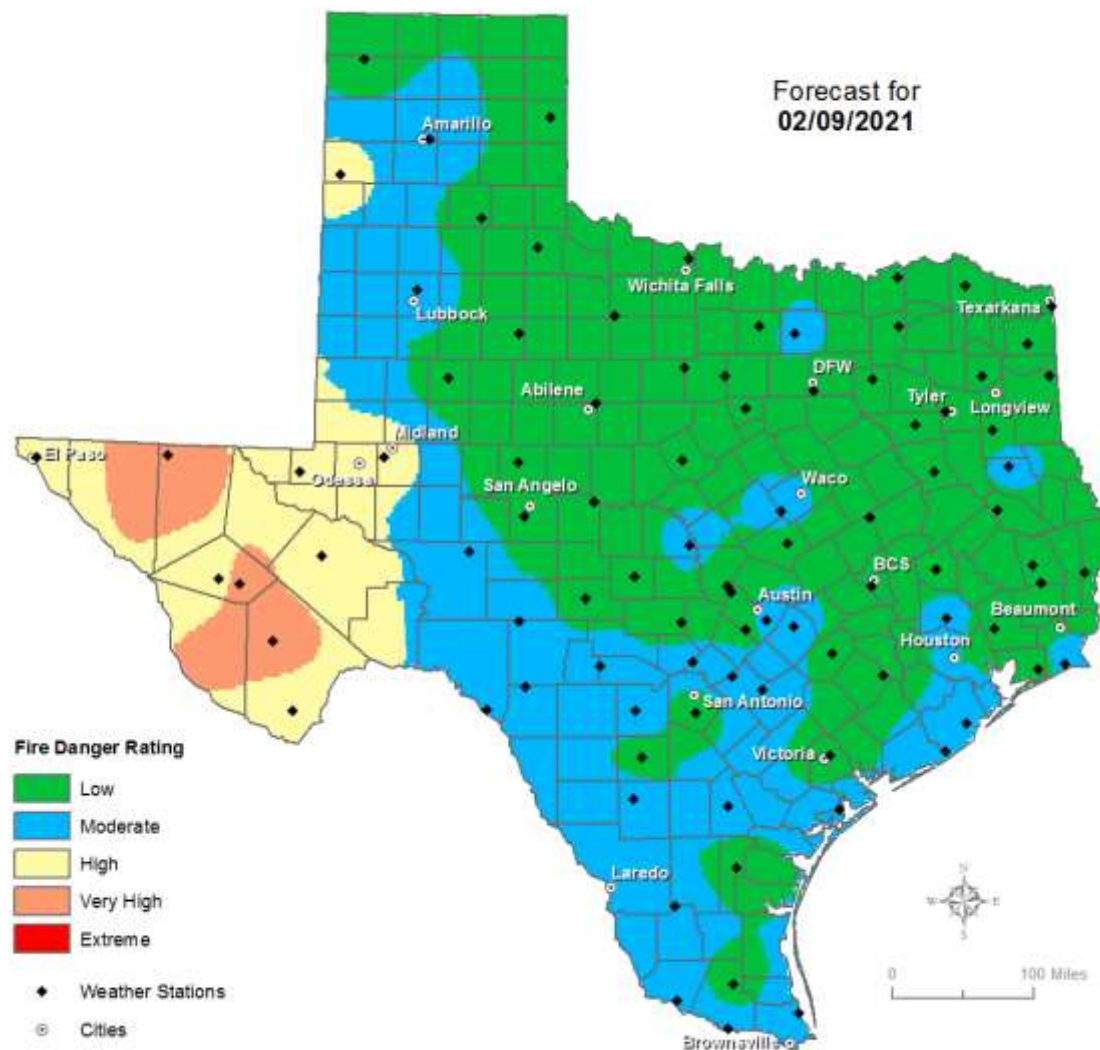 Forecast for
02/09/2021
Amarillo
Wichita Falls
Lubbock
Texarkana
DFW
Abilene
Tyler
Longview
Midland
El Paso
Odessa
San Angelo
Waco
BCS
Austin
Beaumont
Houston
San Antonio
Victoria
Laredo
Brownsville
Fire Danger Rating
Low
Moderate
High
Very High
Extreme
Weather Stations
Cities
N
W E
S
0 100 Miles